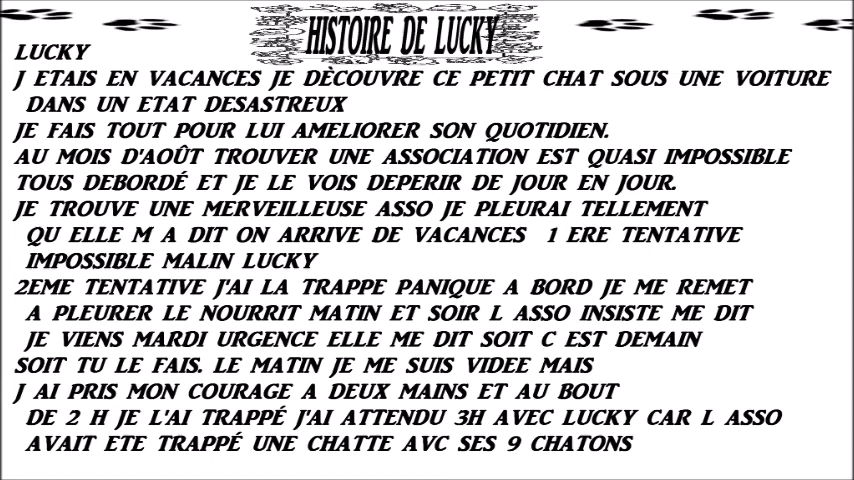 HISTOIRE DE LUCKY
LUCKY
J ETAIS EN VACANCES JE DÈCOUVRE CE PETIT CHAT SOUS UNE VOITURE
DANS UN ETAT DESASTREUX
JE FAIS TOUT POUR LUI AMELIORER SON QUOTIDIEN.
AU MOIS D'AOÛT TROUVER UNE ASSOCIATION EST QUASI IMPOSSIBLE
TOUS DEBORDÉ ET JE LE VOIS DEPERIR DE JOUR EN JOUR.
JE TROUVE UNE MERVEILLEUSE ASSO JE PLEURAI TELLEMENT
QU ELLE M A DIT ON ARRIVE DE VACANCES 1 ERE TENTATIVE
IMPOSSIBLE MALIN LUCKY
2EME TENTATIVE J'AI LA TRAPPE PANIQUE A BORD JE ME REMET
A PLEURER LE NOURRIT MATIN ET SOIR L ASSO INSISTE ME DIT
JE VIENS MARDI URGENCE ELLE ME DIT SOIT C EST DEMAIN
SOIT TU LE FAIS. LE MATIN JE ME SUIS VIDEE MAIS
J AI PRIS MON COURAGE A DEUX MAINS ET AU BOUT
DE 2 H JE L'AI TRAPPÉ J'AI ATTENDU 3H AVEC LUCKY CAR L ASSO
AVAIT ETE TRAPPÉ UNE CHATTE AVC SES 9 CHATONS